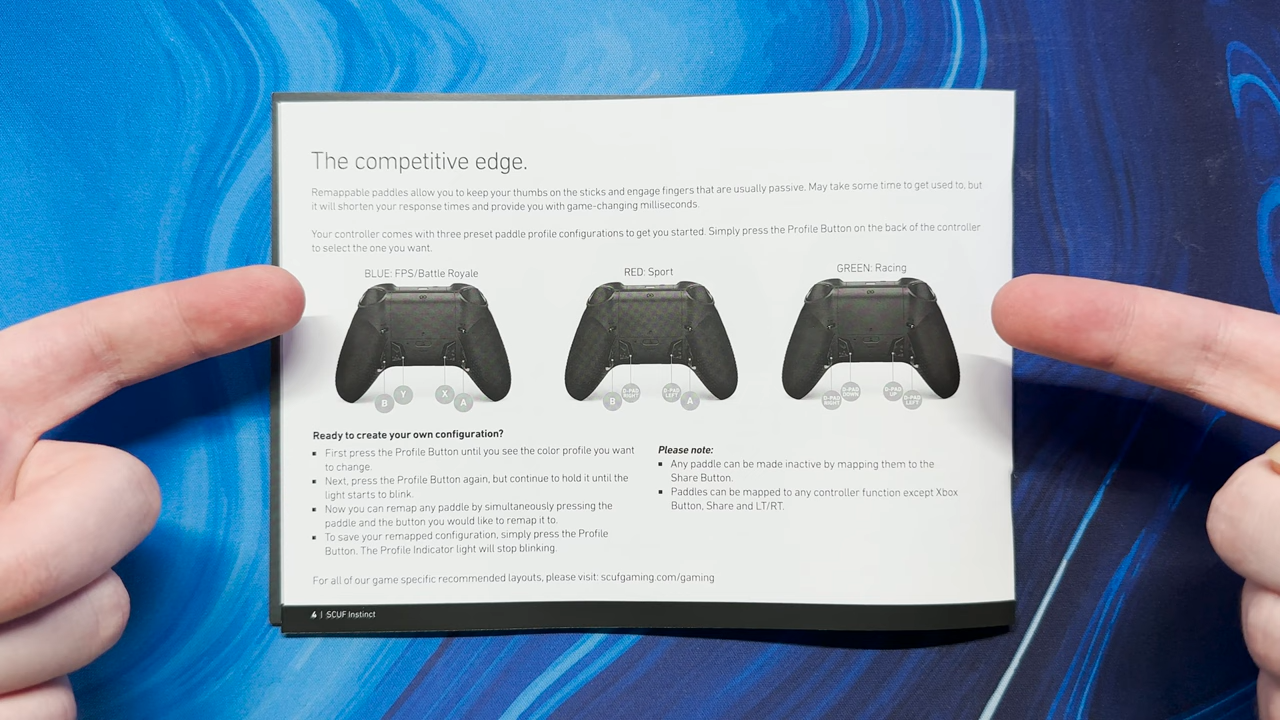 The competitive edge.
Remappable paddles allow you to keep your thumbs on the sticks and engage fingers that are usually passive. May take some time to get used to, but
it will shorten your response times and provide you with game-changing milliseconds.
Your controller comes with three preset paddle profile configurations to get you started. Simply press the Profile Button on the back of the controller
to select the one you want.
BLUE: FPS/Battle Royale
B Y X A
RED: Sport
B D-PAD RIGHT D-PAD LEFT A
GREEN: Racing
D-PAD RIGHT D-PAD DOWN D-PAD UP D-PAD LEFT
Ready to create your own configuration?
▪ First press the Profile Button until you see the color profile you want
to change.
▪ Next, press the Profile Button again, but continue to hold it until the
light starts to blink.
▪ Now you can remap any paddle by simultaneously pressing the
paddle and the button you would like to remap it to.
▪ To save your remapped configuration, simply press the Profile
Button. The Profile Indicator light will stop blinking.
Please note:
▪ Any paddle can be made inactive by mapping them to the
Share Button.
▪ Paddles can be mapped to any controller function except Xbox
Button, Share and LT/RT.
For all of our game specific recommended layouts, please visit: scufgaming.com/gaming
4 | SCUF Instinct